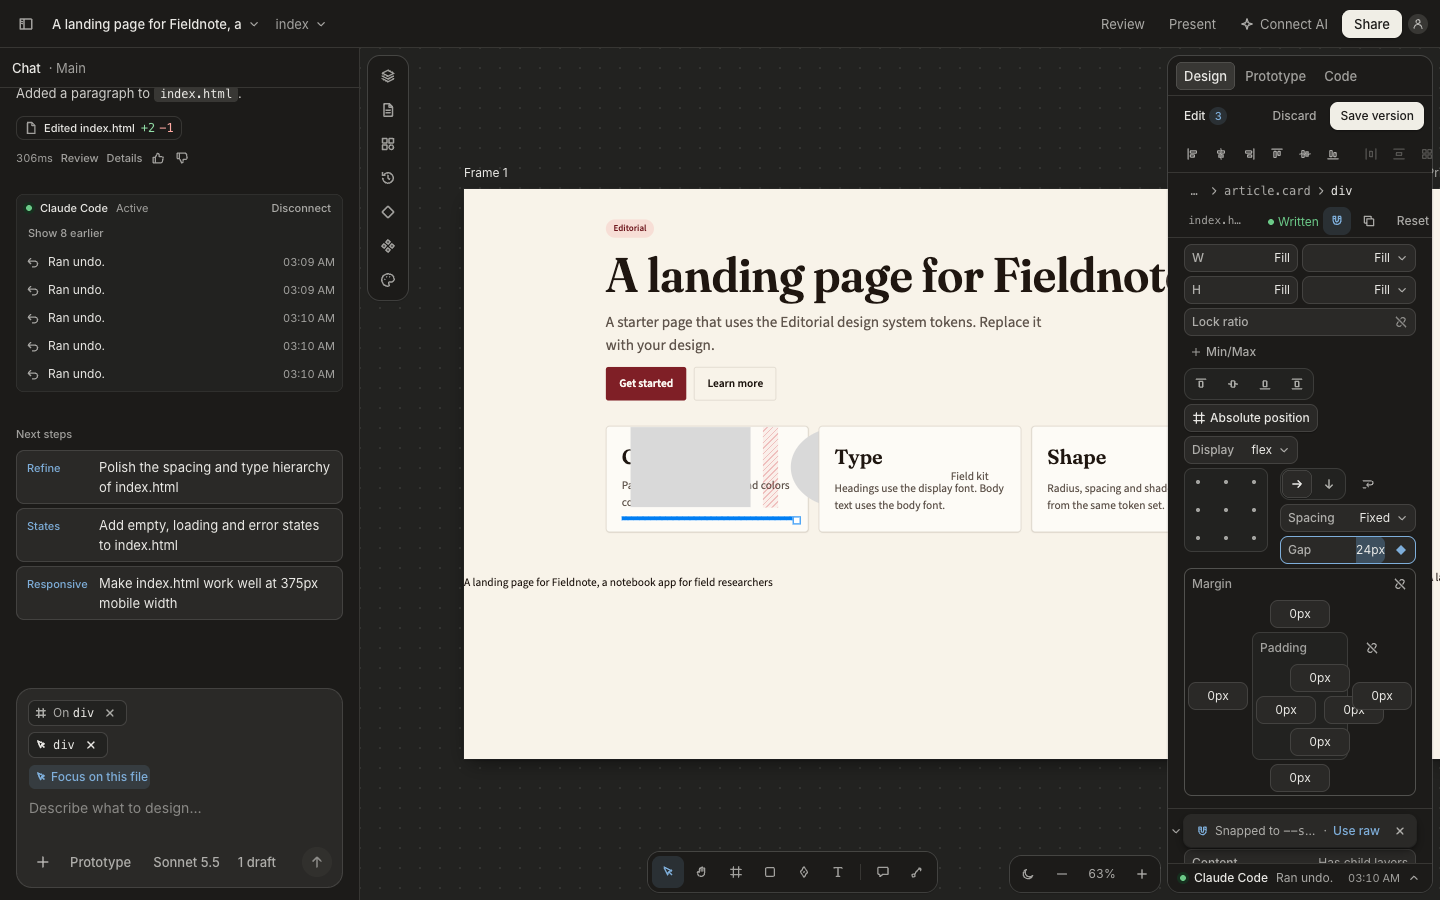 A landing page for Fieldnote, a
index
Review
Present
Connect AI
Share
Chat · Main
Added a paragraph to index.html.
Edited index.html +2 −1
306ms Review Details
Claude Code Active Disconnect
Show 8 earlier
Ran undo. 03:09 AM
Ran undo. 03:09 AM
Ran undo. 03:10 AM
Ran undo. 03:10 AM
Ran undo. 03:10 AM
Next steps
Refine Polish the spacing and type hierarchy
of index.html
States Add empty, loading and error states
to index.html
Responsive Make index.html work well at 375px
mobile width
On div
div
Focus on this file
Describe what to design...
Prototype Sonnet 5.5 1 draft
Frame 1
Editorial
A landing page for Fieldnot
A starter page that uses the Editorial design system tokens. Replace it
with your design.
Get started
Learn more
colors
Type
Field kit
Headings use the display font. Body
text uses the body font.
Shape
Radius, spacing and shad
from the same token set.
A landing page for Fieldnote, a notebook app for field researchers
63%
Design Prototype Code
Edit 3 Discard Save version
… > article.card > div
index.h… Written Reset
W Fill Fill
H Fill Fill
Lock ratio
+ Min/Max
Absolute position
Display flex
Spacing Fixed
Gap 24px
Margin
0px
Padding
0px
0px 0px 0px 0px
0px
0px
Snapped to --s… · Use raw
Content Has child layers
Claude Code Ran undo. 03:10 AM